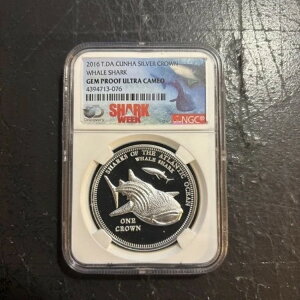 2016 T.DA CUNHA SILVER CROWN
WHALE SHARK
GEM PROOF ULTRA CAMEO
4394713-076
Discovery
SHARK
WEEK
NGC
SHARKS OF THE ATLANTIC OCEAN
WHALE SHARK
ONE
CROWN